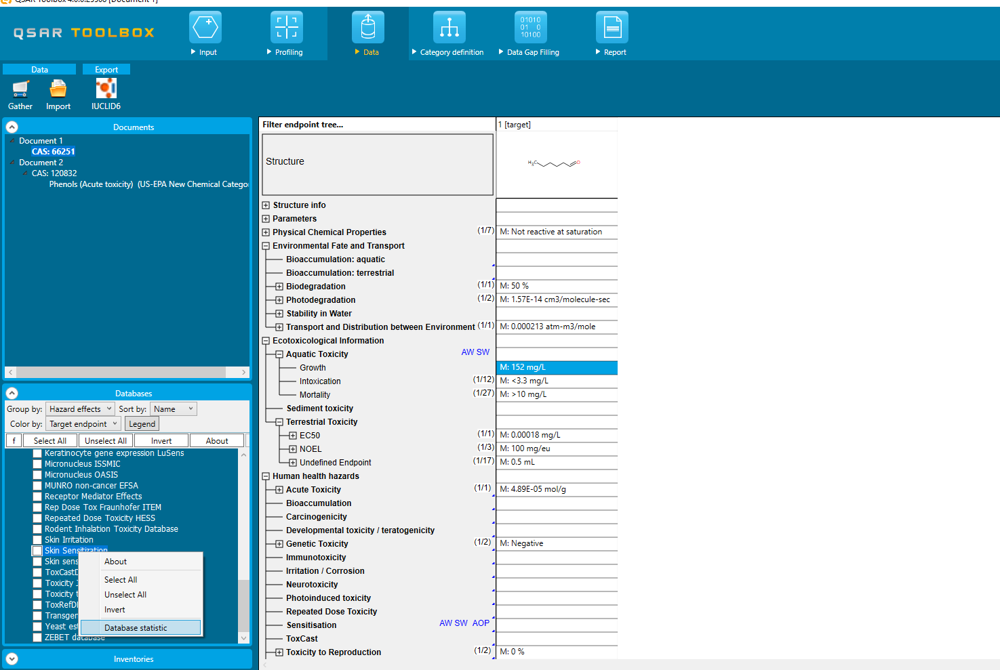 QSAR TOOLBOX
Input
Profiling
01010
01 0
10100
Data
Category definition
Data Gap Filling
Report
Data
Export
Gather
Import
IUCLID6
Documents
Document 1
CAS: 66251
Document 2
CAS: 120832
Phenols (Acute toxicity) (US-EPA New Chemical Catego
Databases
Group by: Hazard effects Sort by: Name
Color by: Target endpoint Legend
f Select All Unselect All Invert About
Keratinocyte gene expression LuSens
Micronucleus ISSMIC
Micronucleus OASIS
MUNRO non-cancer EFSA
Receptor Mediator Effects
Rep Dose Tox Fraunhofer ITEM
Repeated Dose Toxicity HESS
Rodent Inhalation Toxicity Database
Skin Irritation
Skin Sensitization
Skin sens
ToxCast
Toxicity
Toxicity t
ToxRefD
Transger
Yeast est
ZEBET database
About
Select All
Unselect All
Invert
Database statistic
Inventories
Filter endpoint tree...
1 [target]
Structure
H3C O
Structure info
Parameters
Physical Chemical Properties (1/7) M: Not reactive at saturation
Environmental Fate and Transport
Bioaccumulation: aquatic
Bioaccumulation: terrestrial
Biodegradation (1/1) M: 50 %
Photodegradation (1/2) M: 1.57E-14 cm3/molecule-sec
Stability in Water
Transport and Distribution between Environment (1/1) M: 0.000213 atm-m3/mole
Ecotoxicological Information
Aquatic Toxicity AW SW
Growth M: 152 mg/L
Intoxication (1/12) M: <3.3 mg/L
Mortality (1/27) M: >10 mg/L
Sediment toxicity
Terrestrial Toxicity
EC50 (1/1) M: 0.00018 mg/L
NOEL (1/3) M: 100 mg/eu
Undefined Endpoint (1/17) M: 0.5 mL
Human health hazards
Acute Toxicity (1/1) M: 4.89E-05 mol/g
Bioaccumulation
Carcinogenicity
Developmental toxicity / teratogenicity
Genetic Toxicity (1/2) M: Negative
Immunotoxicity
Irritation / Corrosion
Neurotoxicity
Photoinduced toxicity
Repeated Dose Toxicity
Sensitisation AW SW AOP
ToxCast
Toxicity to Reproduction (1/2) M: 0 %